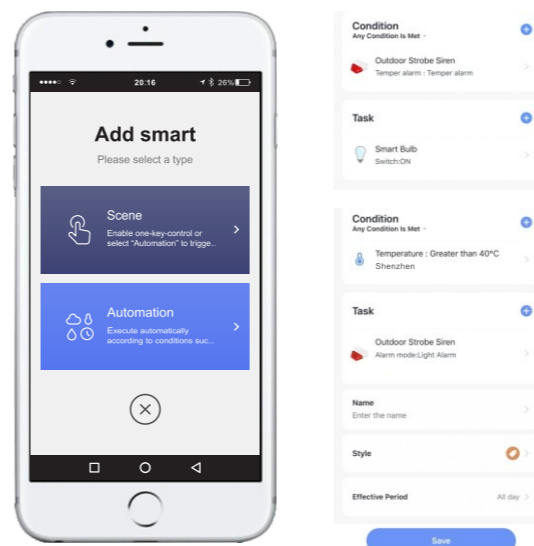 20:16
26%
Add smart
Please select a type
Scene
Enable one-key-control or
select "Automation" to trigge...
Automation
Execute automatically
according to conditions suc...
Condition
Any Condition Is Met
Outdoor Strobe Siren
Temper alarm : Temper alarm
Task
Smart Bulb
Switch:ON
Condition
Any Condition Is Met
Temperature : Greater than 40°C
Shenzhen
Task
Outdoor Strobe Siren
Alarm mode:Light Alarm
Name
Enter the name
Style
Effective Period
All day
Save